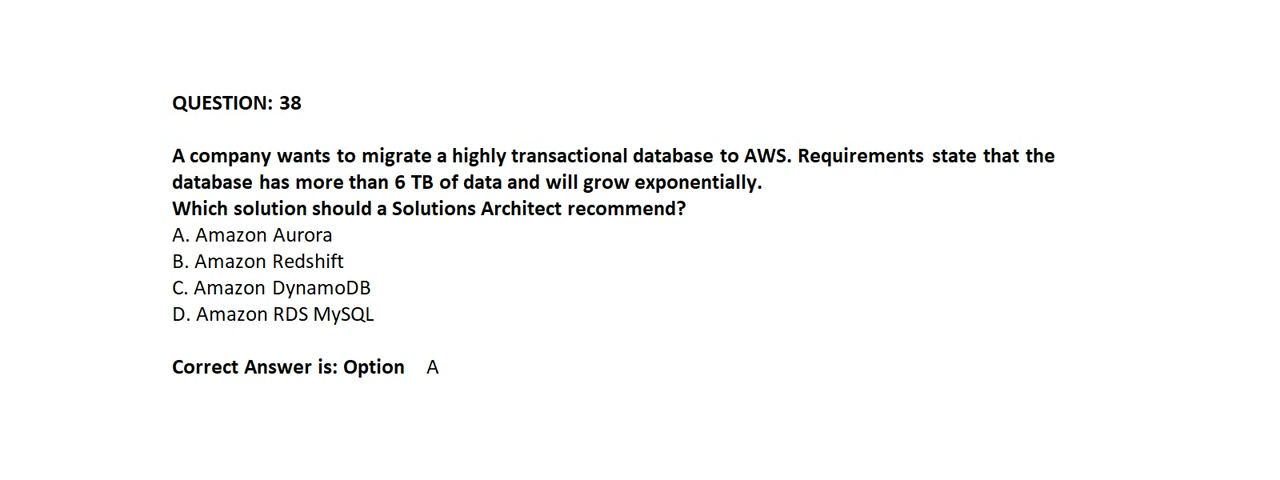 QUESTION: 38
A company wants to migrate a highly transactional database to AWS. Requirements state that the
database has more than 6 TB of data and will grow exponentially.
Which solution should a Solutions Architect recommend?
A. Amazon Aurora
B. Amazon Redshift
C. Amazon DynamoDB
D. Amazon RDS MySQL
Correct Answer is: Option A